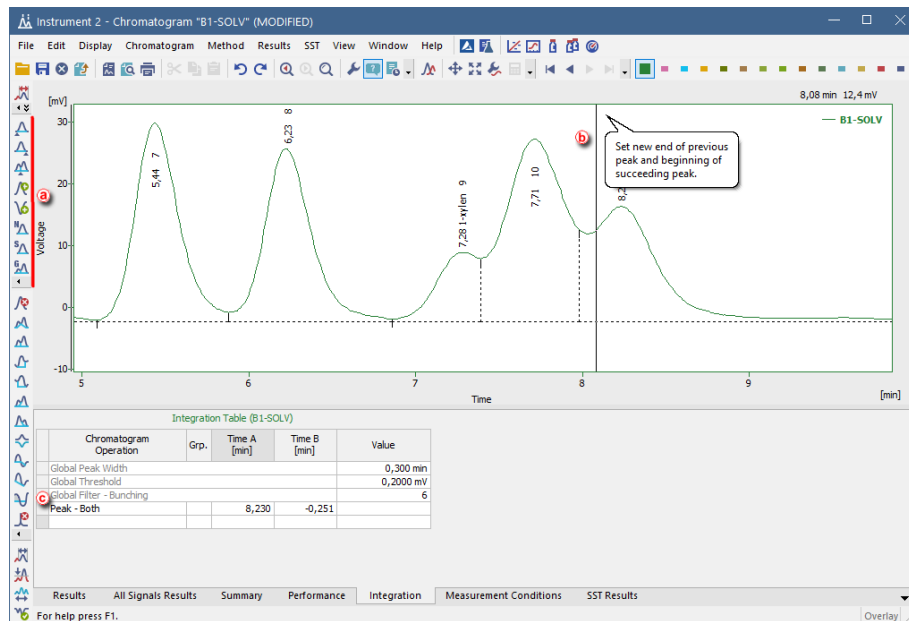 Instrument 2 - Chromatogram "B1-SOLV" (MODIFIED)
File Edit Display Chromatogram Method Results SST View Window Help
8,08 min 12,4 mV
[mV]
B1-SOLV
30
20
10
0
-10
Voltage
5,44 7
6,23 8
7,28 1-xylen 9
7,71 10
8,2
a
b
Set new end of previous
peak and beginning of
succeeding peak.
5 6 7 8 9
Time
[min]
Integration Table (B1-SOLV)
Chromatogram Operation Grp. Time A [min] Time B [min] Value
Global Peak Width 0,300 min
Global Threshold 0,2000 mV
Global Filter - Bunching 6
c
Peak - Both 8,230 -0,251
Results All Signals Results Summary Performance Integration Measurement Conditions SST Results
For help press F1.
Overlay